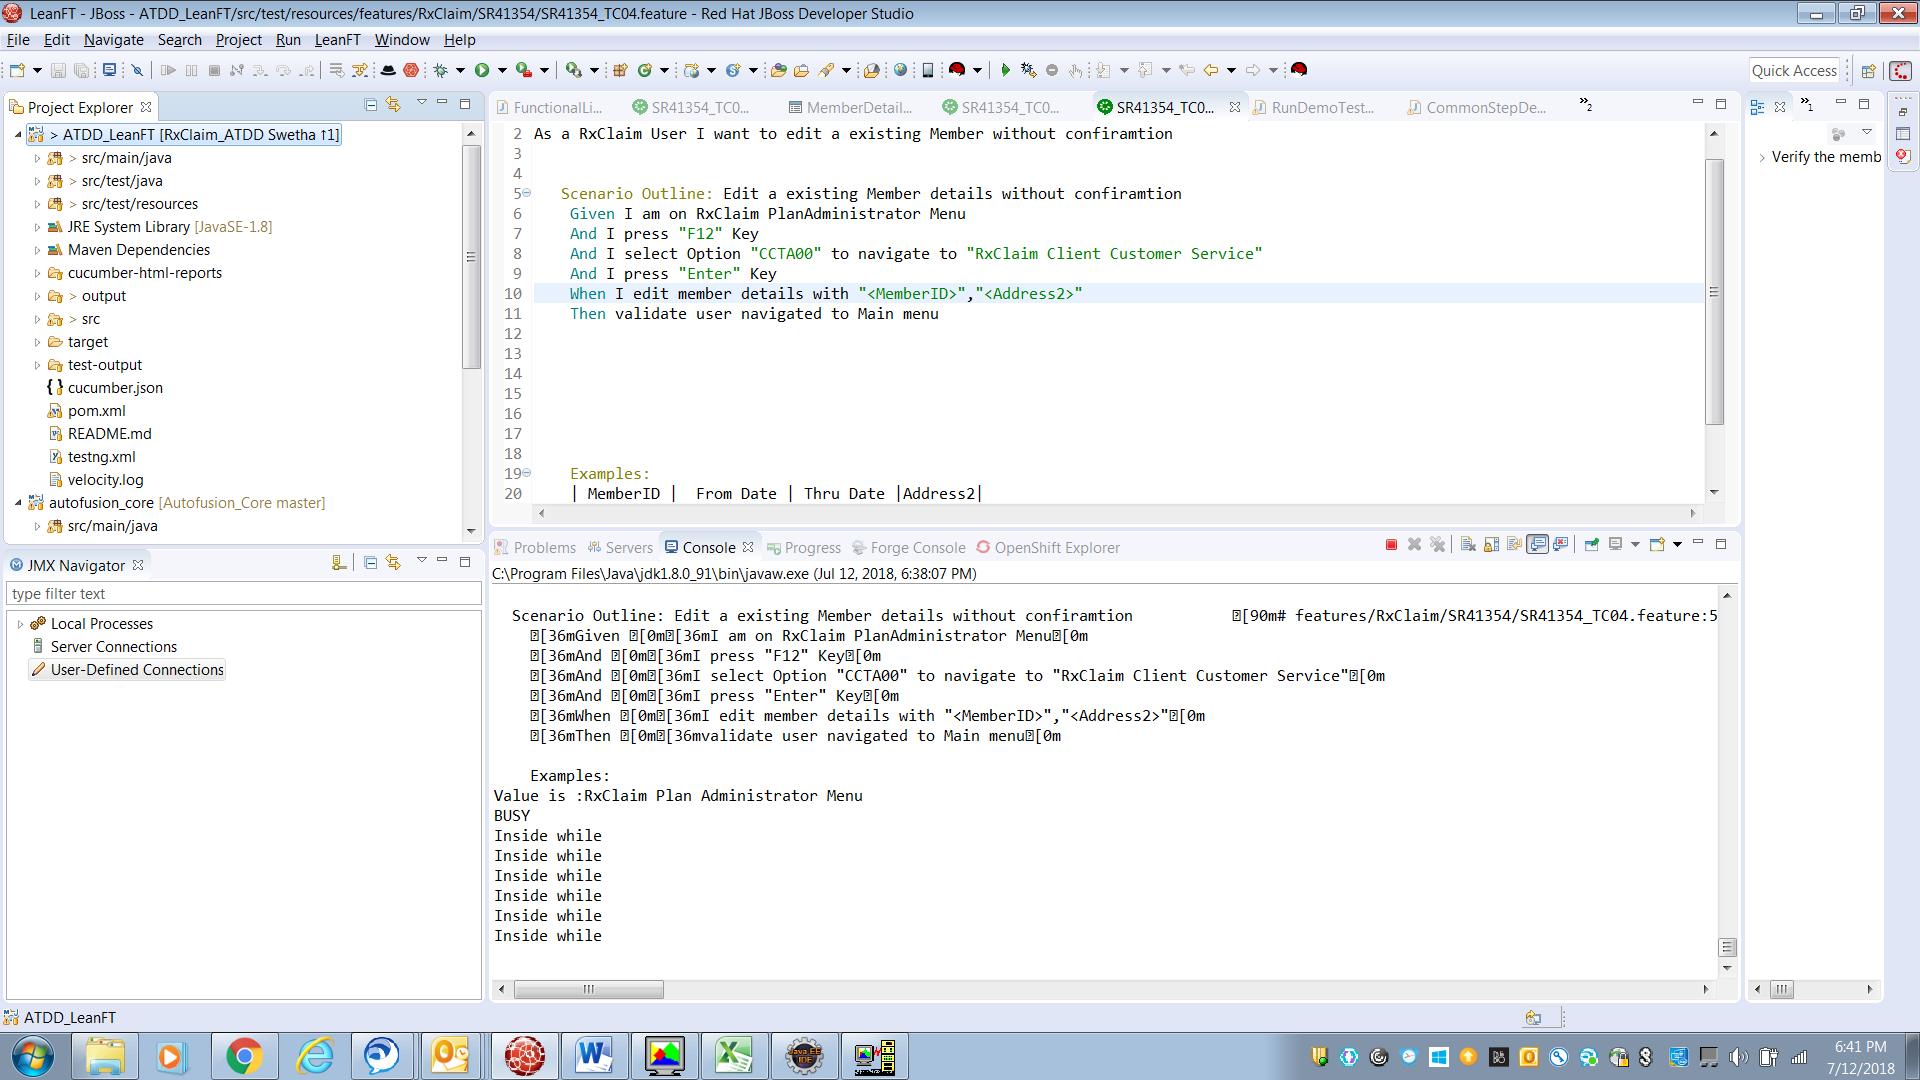 LeanFT - JBoss - ATDD_LeanFT/src/test/resources/features/RxClaim/SR41354/SR41354_TC04.feature - Red Hat JBoss Developer Studio
File Edit Navigate Search Project Run LeanFT Window Help
Quick Access
Project Explorer
> ATDD_LeanFT [RxClaim_ATDD Swetha ↑1]
> src/main/java
> src/test/java
> src/test/resources
JRE System Library [JavaSE-1.8]
Maven Dependencies
cucumber-html-reports
> output
> src
target
test-output
cucumber.json
pom.xml
README.md
testng.xml
velocity.log
autofusion_core [Autofusion_Core master]
> src/main/java
JMX Navigator
type filter text
Local Processes
Server Connections
User-Defined Connections
FunctionalLi... SR41354_TC0... MemberDetail... SR41354_TC0... SR41354_TC0... RunDemoTest... CommonStepDe... »2
2 As a RxClaim User I want to edit a existing Member without confiramtion
3
4
5 Scenario Outline: Edit a existing Member details without confiramtion
6 Given I am on RxClaim PlanAdministrator Menu
7 And I press "F12" Key
8 And I select Option "CCTA00" to navigate to "RxClaim Client Customer Service"
9 And I press "Enter" Key
10 When I edit member details with "<MemberID>","<Address2>"
11 Then validate user navigated to Main menu
12
13
14
15
16
17
18
19 Examples:
20 | MemberID | From Date | Thru Date |Address2|
»1
Verify the memb
Problems Servers Console Progress Forge Console OpenShift Explorer
C:\Program Files\Java\jdk1.8.0_91\bin\javaw.exe (Jul 12, 2018, 6:38:07 PM)
Scenario Outline: Edit a existing Member details without confiramtion [90m# features/RxClaim/SR41354/SR41354_TC04.feature:5
[36mGiven [0m[36mI am on RxClaim PlanAdministrator Menu[0m
[36mAnd [0m[36mI press "F12" Key[0m
[36mAnd [0m[36mI select Option "CCTA00" to navigate to "RxClaim Client Customer Service"[0m
[36mAnd [0m[36mI press "Enter" Key[0m
[36mWhen [0m[36mI edit member details with "<MemberID>","<Address2>"[0m
[36mThen [0m[36mvalidate user navigated to Main menu[0m
Examples:
Value is :RxClaim Plan Administrator Menu
BUSY
Inside while
Inside while
Inside while
Inside while
Inside while
Inside while
ATDD_LeanFT
6:41 PM
7/12/2018